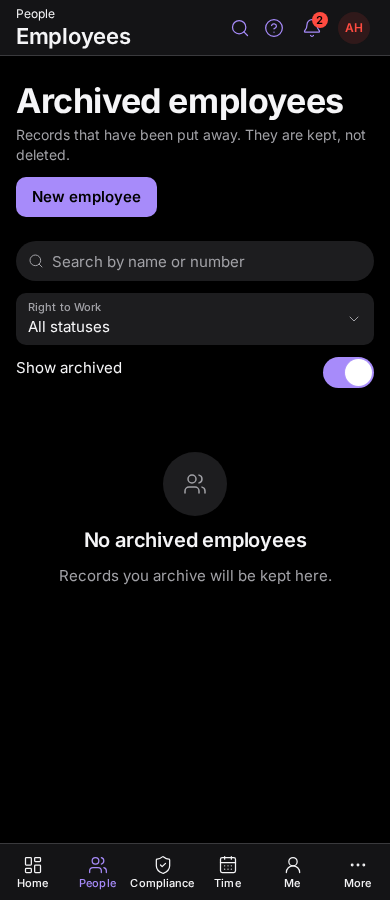 People
Employees
2
AH
Archived employees
Records that have been put away. They are kept, not
deleted.
New employee
Search by name or number
Right to Work
All statuses
Show archived
No archived employees
Records you archive will be kept here.
Home
People
Compliance
Time
Me
More